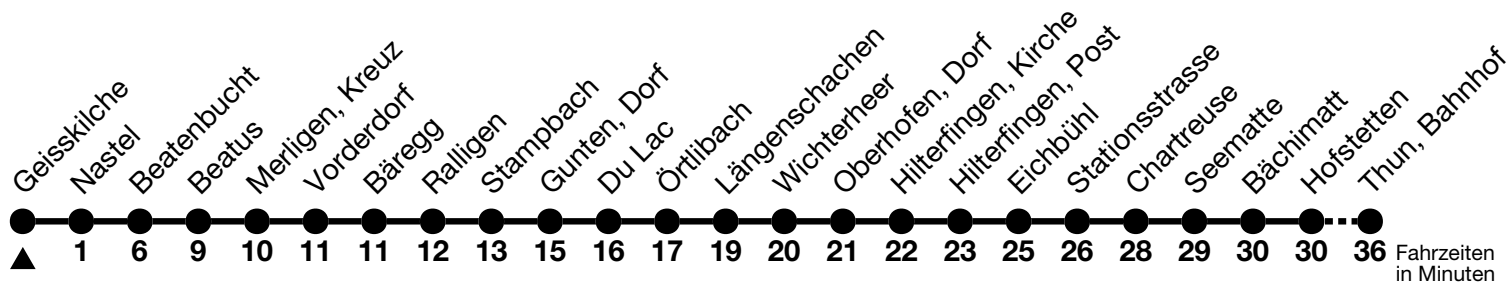 Geisskilche
Nastel
Beatenbucht
Beatus
Merligen, Kreuz
Vorderdorf
Bäregg
Ralligen
Stampbach
Gunten, Dorf
Du Lac
Örtlibach
Längenschachen
Wichterheer
Oberhofen, Dorf
Hilterfingen, Kirche
Hilterfingen, Post
Eichbühl
Stationsstrasse
Chartreuse
Seematte
Bächimatt
Hofstetten
Thun, Bahnhof
1 6 9 10 11 11 12 13 15 16 17 19 20 21 22 23 25 26 28 29 30 30 36 Fahrzeiten
in Minuten